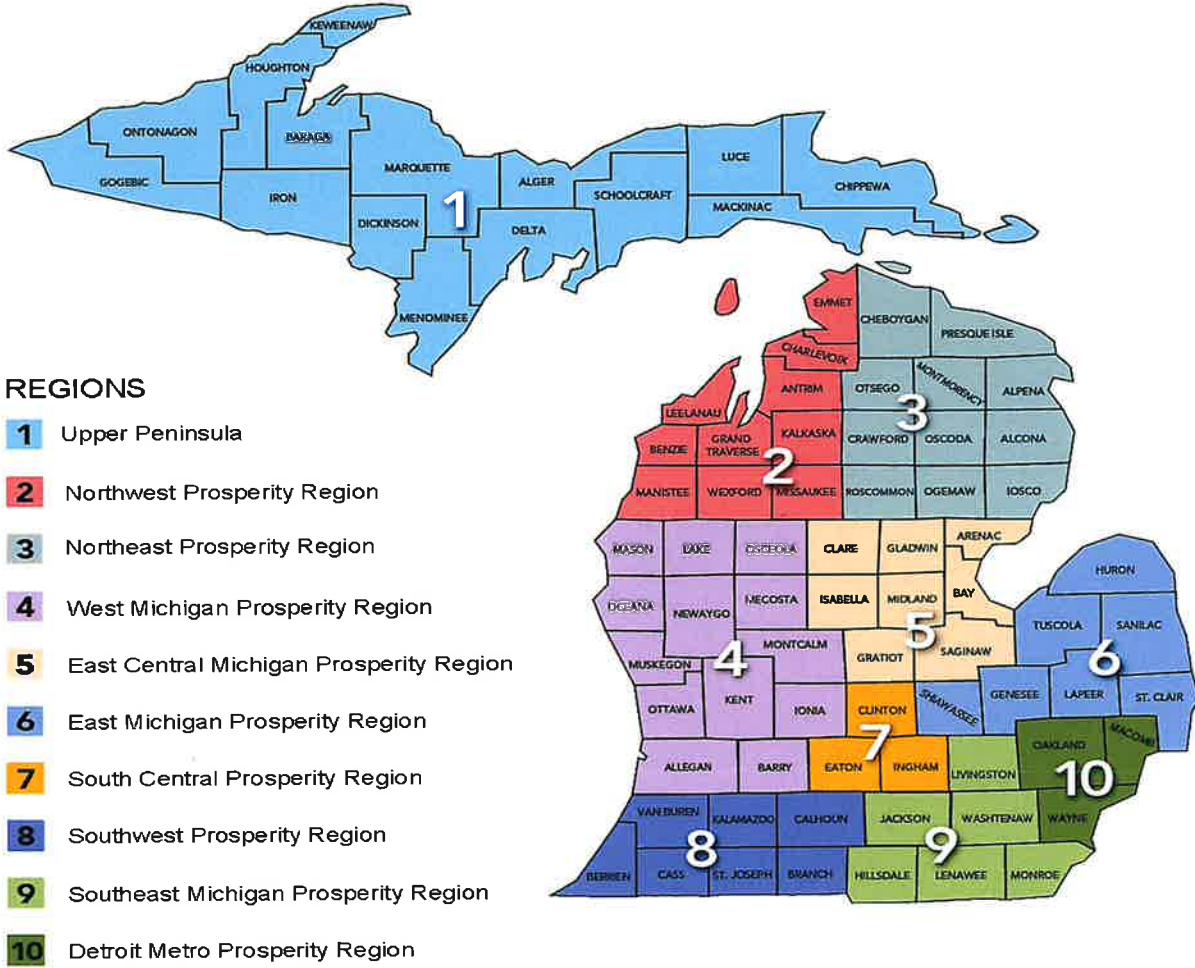 KEWEENAW
HOUGHTON
ONTONAGON
BARAGA
GOGEBIC
MARQUETTE
IRON
ALGER
LUCE
SCHOOLCRAFT
CHIPPEWA
MACKINAC
DICKINSON
1
DELTA
MENOMINEE
EMMET
CHEBOYGAN
PRESQUE ISLE
CHARLEVOIX
ANTRIM
OTSEGO
MONTMORENCY
ALPENA
LEELANAU
3
KALKASKA
CRAWFORD
OSCODA
ALCONA
BENZIE
GRAND
TRAVERSE
2
MANISTEE
WEXFORD
MISSAUKEE
ROSCOMMON
OGEMAW
IOSCO
MASON
LAKE
OSCEOLA
CLARE
GLADWIN
ARENAC
HURON
OCEANA
NEWAYGO
MECOSTA
ISABELLA
MIDLAND
BAY
TUSCOLA
SANILAC
5
MONTCALM
GRATIOT
SAGINAW
MUSKEGON
4
6
KENT
OTTAWA
IONIA
CLINTON
SHIAWASSEE
GENESEE
LAPEER
ST. CLAIR
7
MACOMB
OAKLAND
ALLEGAN
BARRY
EATON
INGHAM
LIVINGSTON
10
VAN BUREN
KALAMAZOO
CALHOUN
JACKSON
WASHTENAW
WAYNE
8
9
BERRIEN
CASS
ST. JOSEPH
BRANCH
HILLSDALE
LENAWEE
MONROE
REGIONS
1 Upper Peninsula
2 Northwest Prosperity Region
3 Northeast Prosperity Region
4 West Michigan Prosperity Region
5 East Central Michigan Prosperity Region
6 East Michigan Prosperity Region
7 South Central Prosperity Region
8 Southwest Prosperity Region
9 Southeast Michigan Prosperity Region
10 Detroit Metro Prosperity Region